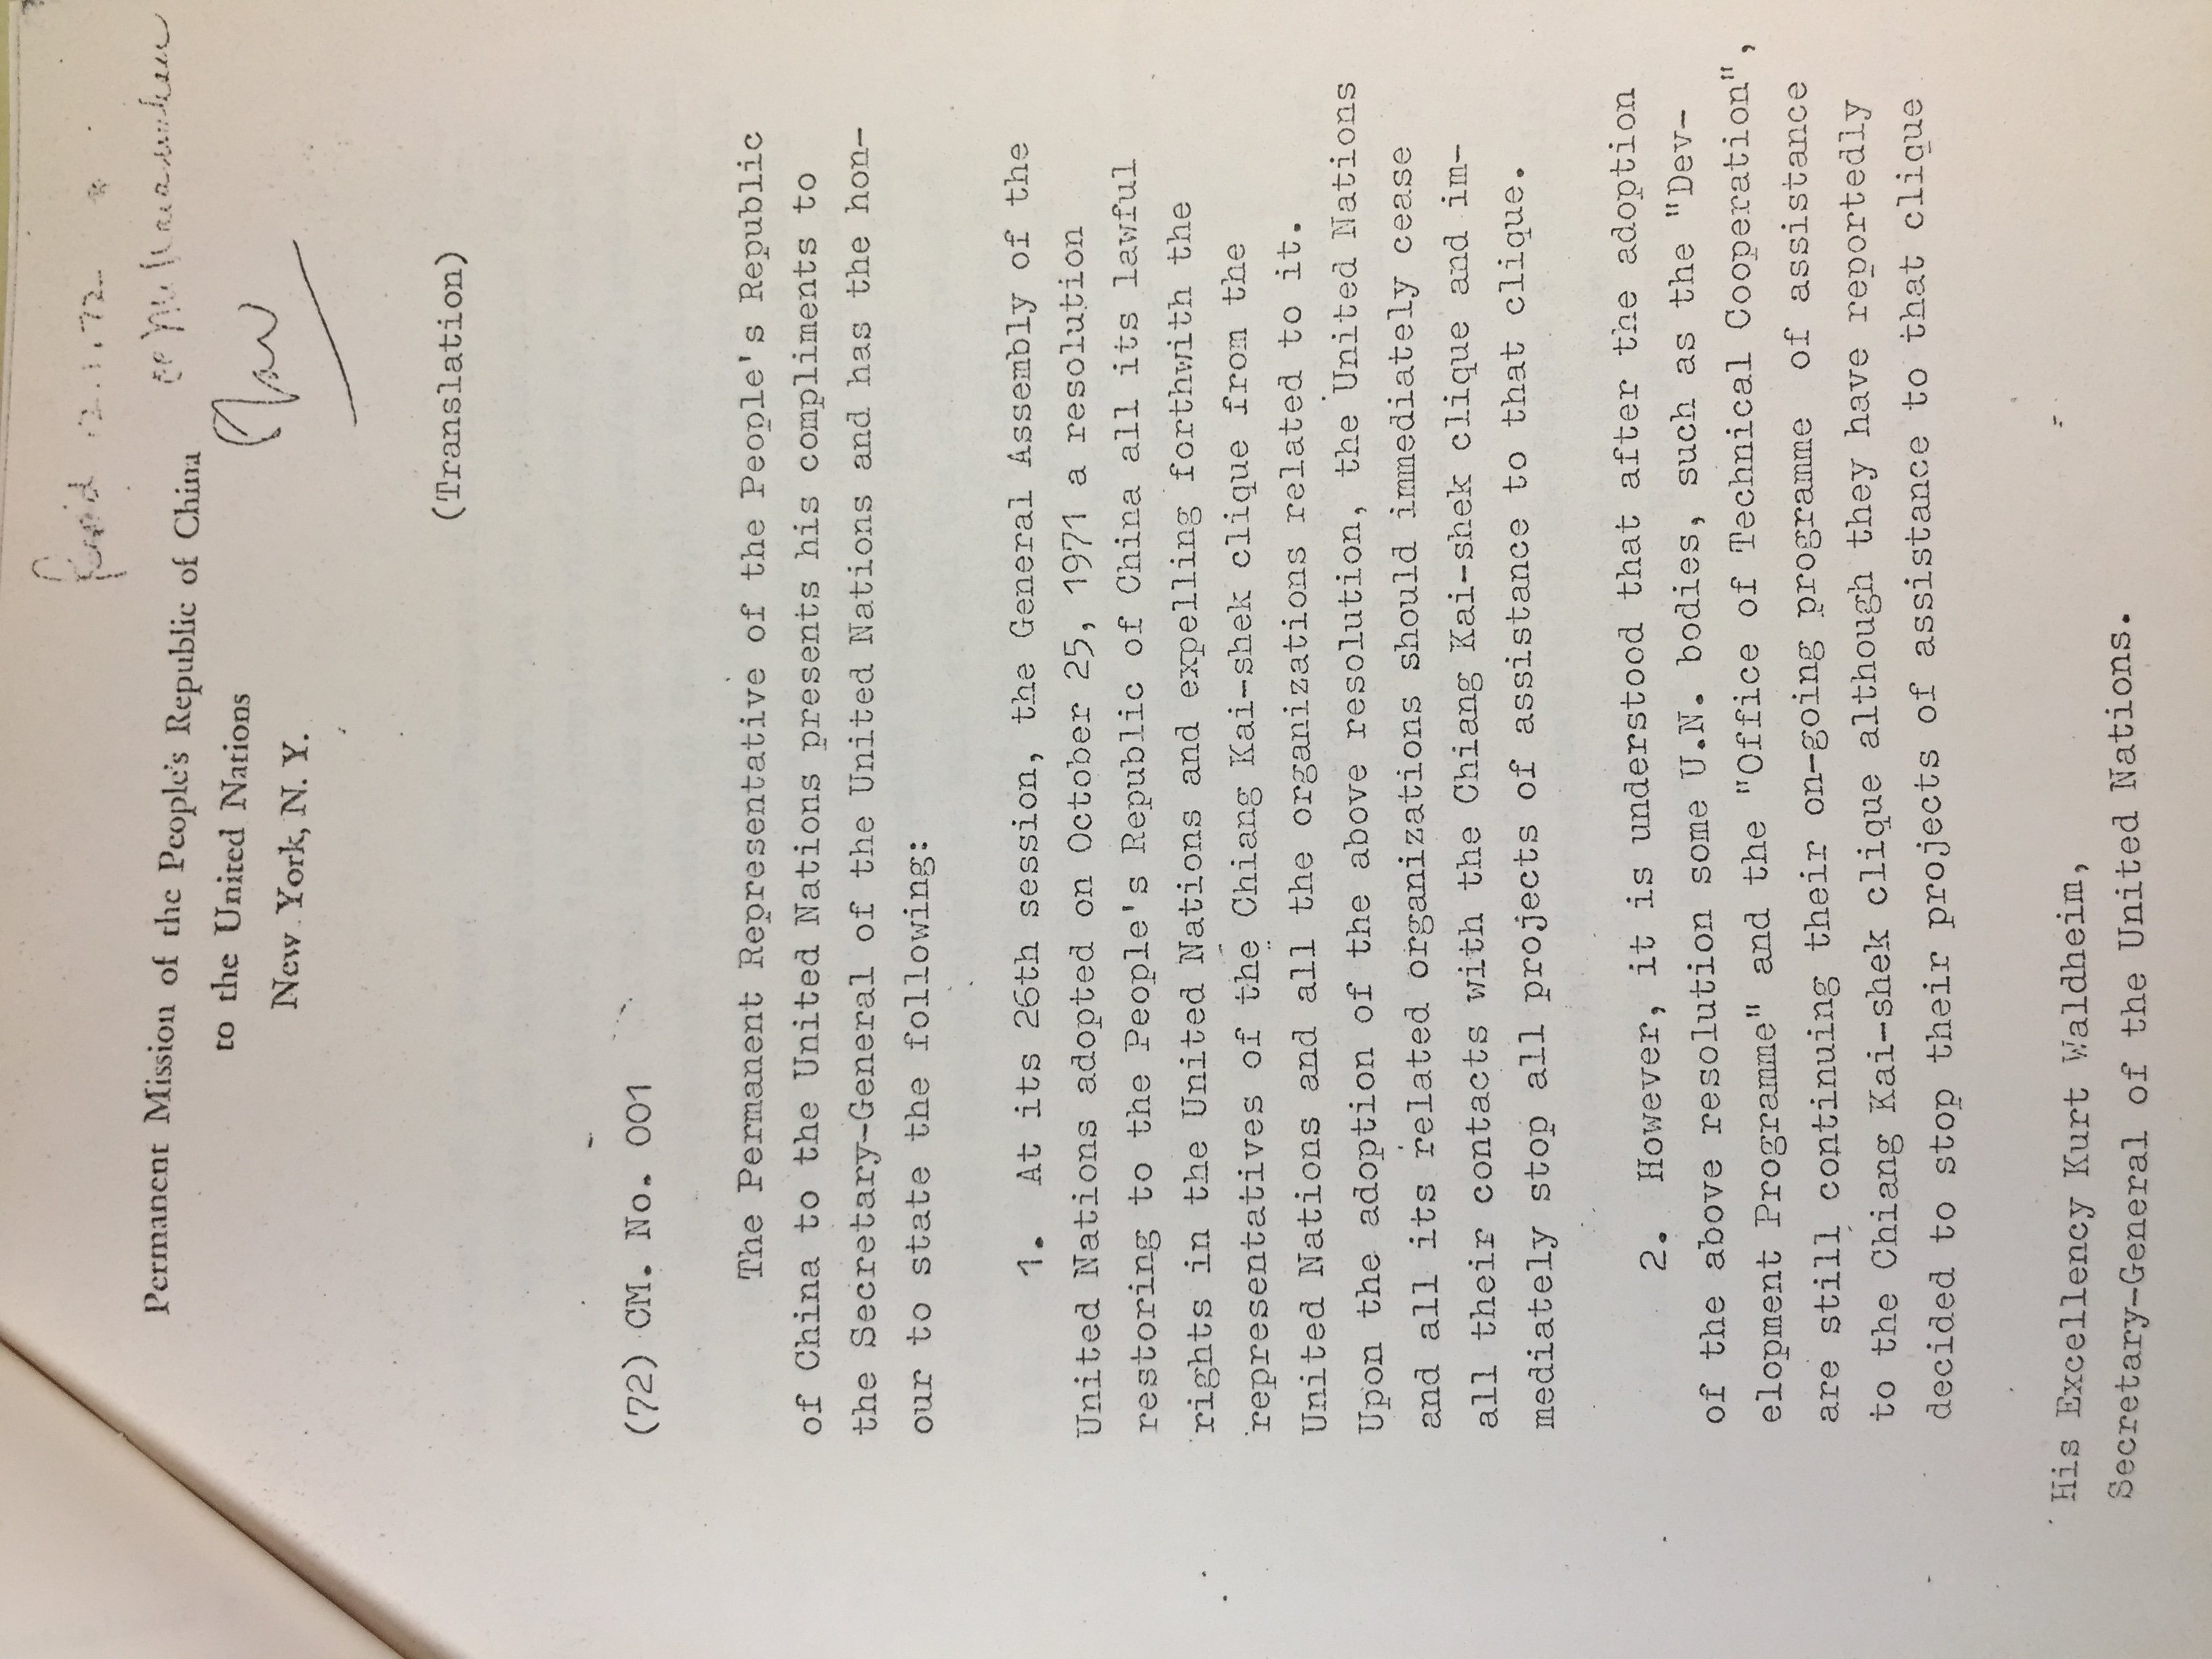 12.1.72
Permanent Mission of the People's Republic of China
to the United Nations
New York, N. Y.
(Translation)
(72) CM. No. 001
The Permanent Representative of the People's Republic
of China to the United Nations presents his compliments to
the Secretary-General of the United Nations and has the hon-
our to state the following:
1. At its 26th session, the General Assembly of the
United Nations adopted on October 25, 1971 a resolution
restoring to the People's Republic of China all its lawful
rights in the United Nations and expelling forthwith the
representatives of the Chiang Kai-shek clique from the
United Nations and all the organizations related to it.
Upon the adoption of the above resolution, the United Nations
and all its related organizations should immediately cease
all their contacts with the Chiang Kai-shek clique and im-
mediately stop all projects of assistance to that clique.
2. However, it is understood that after the adoption
of the above resolution some U.N. bodies, such as the "Dev-
elopment Programme" and the "Office of Technical Cooperation",
are still continuing their on-going programme of assistance
to the Chiang Kai-shek clique although they have reportedly
decided to stop their projects of assistance to that clique
His Excellency Kurt Waldheim,
Secretary-General of the United Nations.